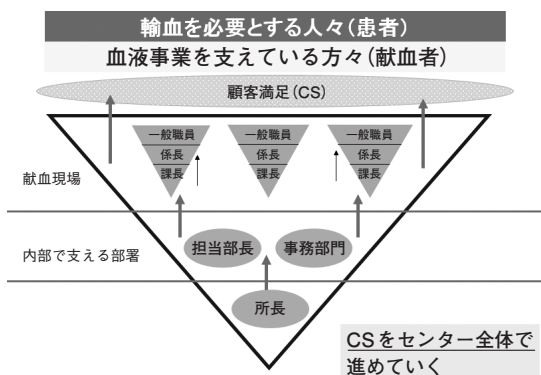 輸血を必要とする人々(患者)
血液事業を支えている方々(献血者)
顧客満足(CS)
一般職員
係長
課長
一般職員
係長
課長
一般職員
係長
課長
献血現場
担当部長
事務部門
内部で支える部署
所長
CSをセンター全体で
進めていく